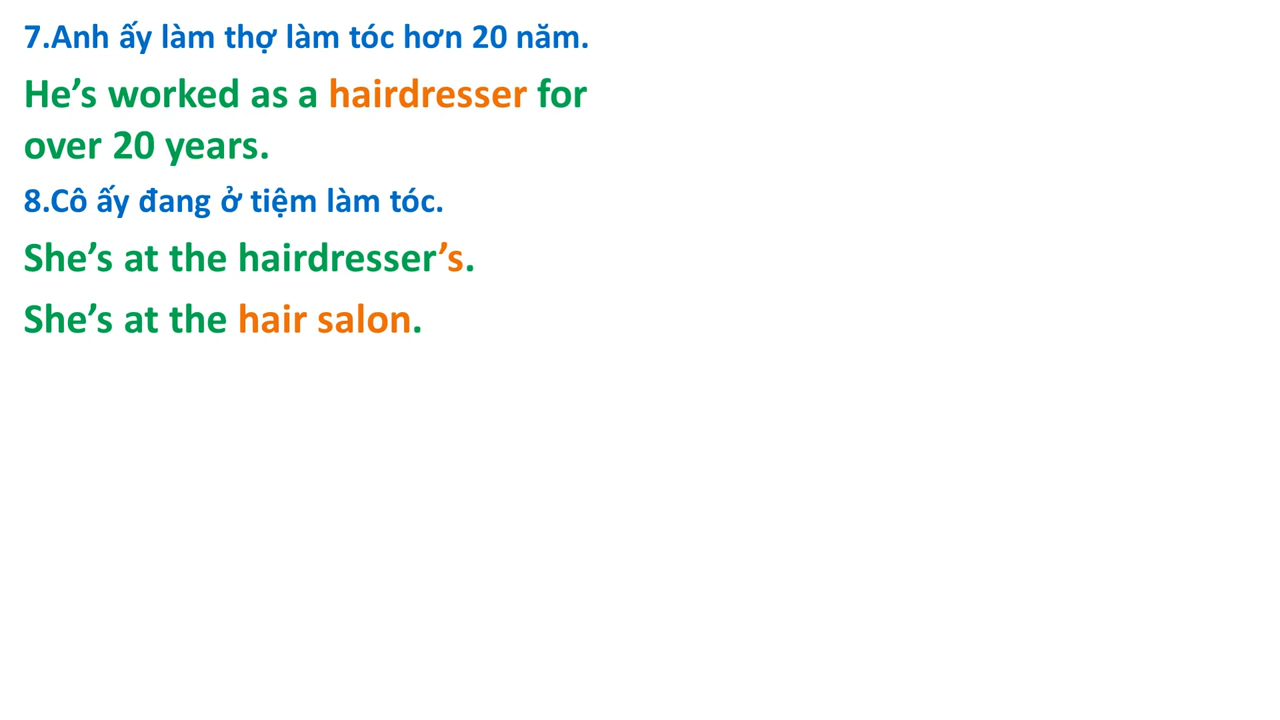 7.Anh ấy làm thợ làm tóc hơn 20 năm.
He’s worked as a hairdresser for
over 20 years.
8.Cô ấy đang ở tiệm làm tóc.
She’s at the hairdresser’s.
She’s at the hair salon.